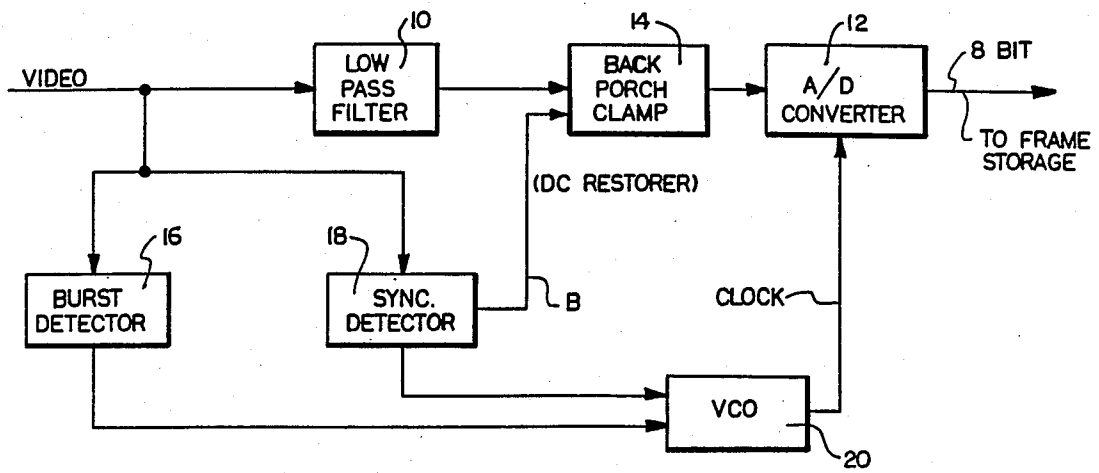 10
14
12
8 BIT
VIDEO
LOW
PASS
FILTER
BACK
PORCH
CLAMP
A/D
CONVERTER
TO FRAME
STORAGE
(DC RESTORER)
16
18
BURST
DETECTOR
SYNC.
DETECTOR
B
CLOCK
VCO
20